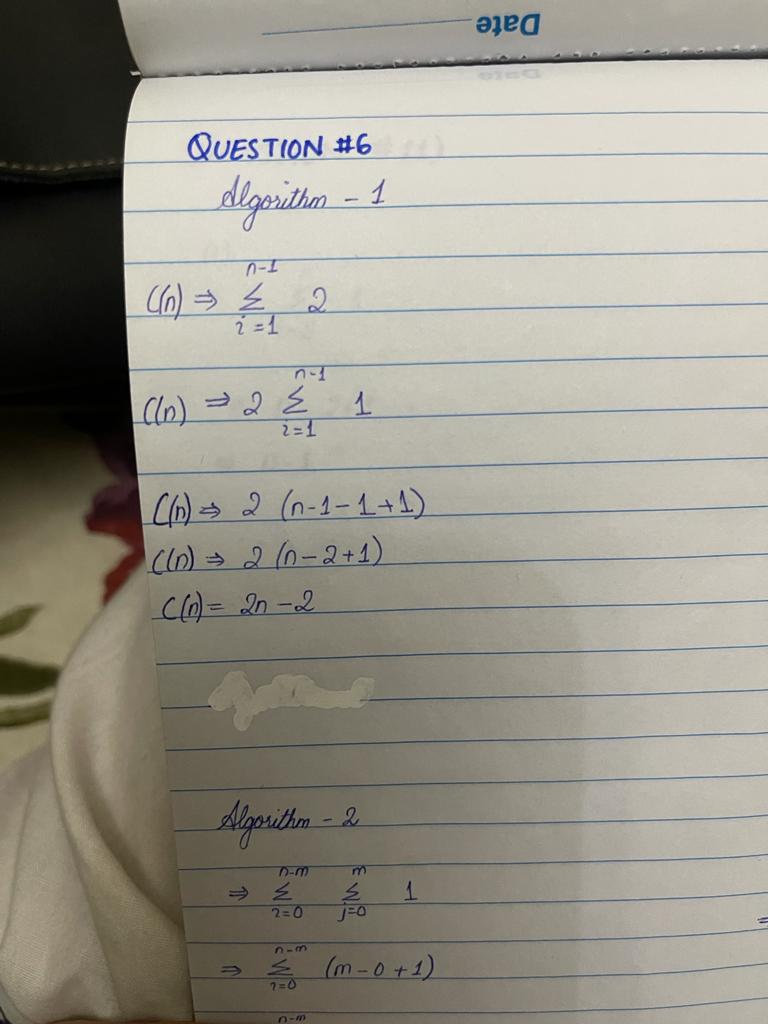 Date
Date
QUESTION #6
Algorithm - 1
n-1
C(n) ⇒ Σ 2
i=1
n-1
C(n) ⇒ 2 Σ 1
i=1
C(n) ⇒ 2 (n-1-1+1)
C(n) ⇒ 2 (n-2+1)
C(n) = 2n - 2
Algorithm - 2
n-m m
⇒ Σ Σ 1
i=0 j=0
n-m
⇒ Σ (m-0+1)
i=0
n-m